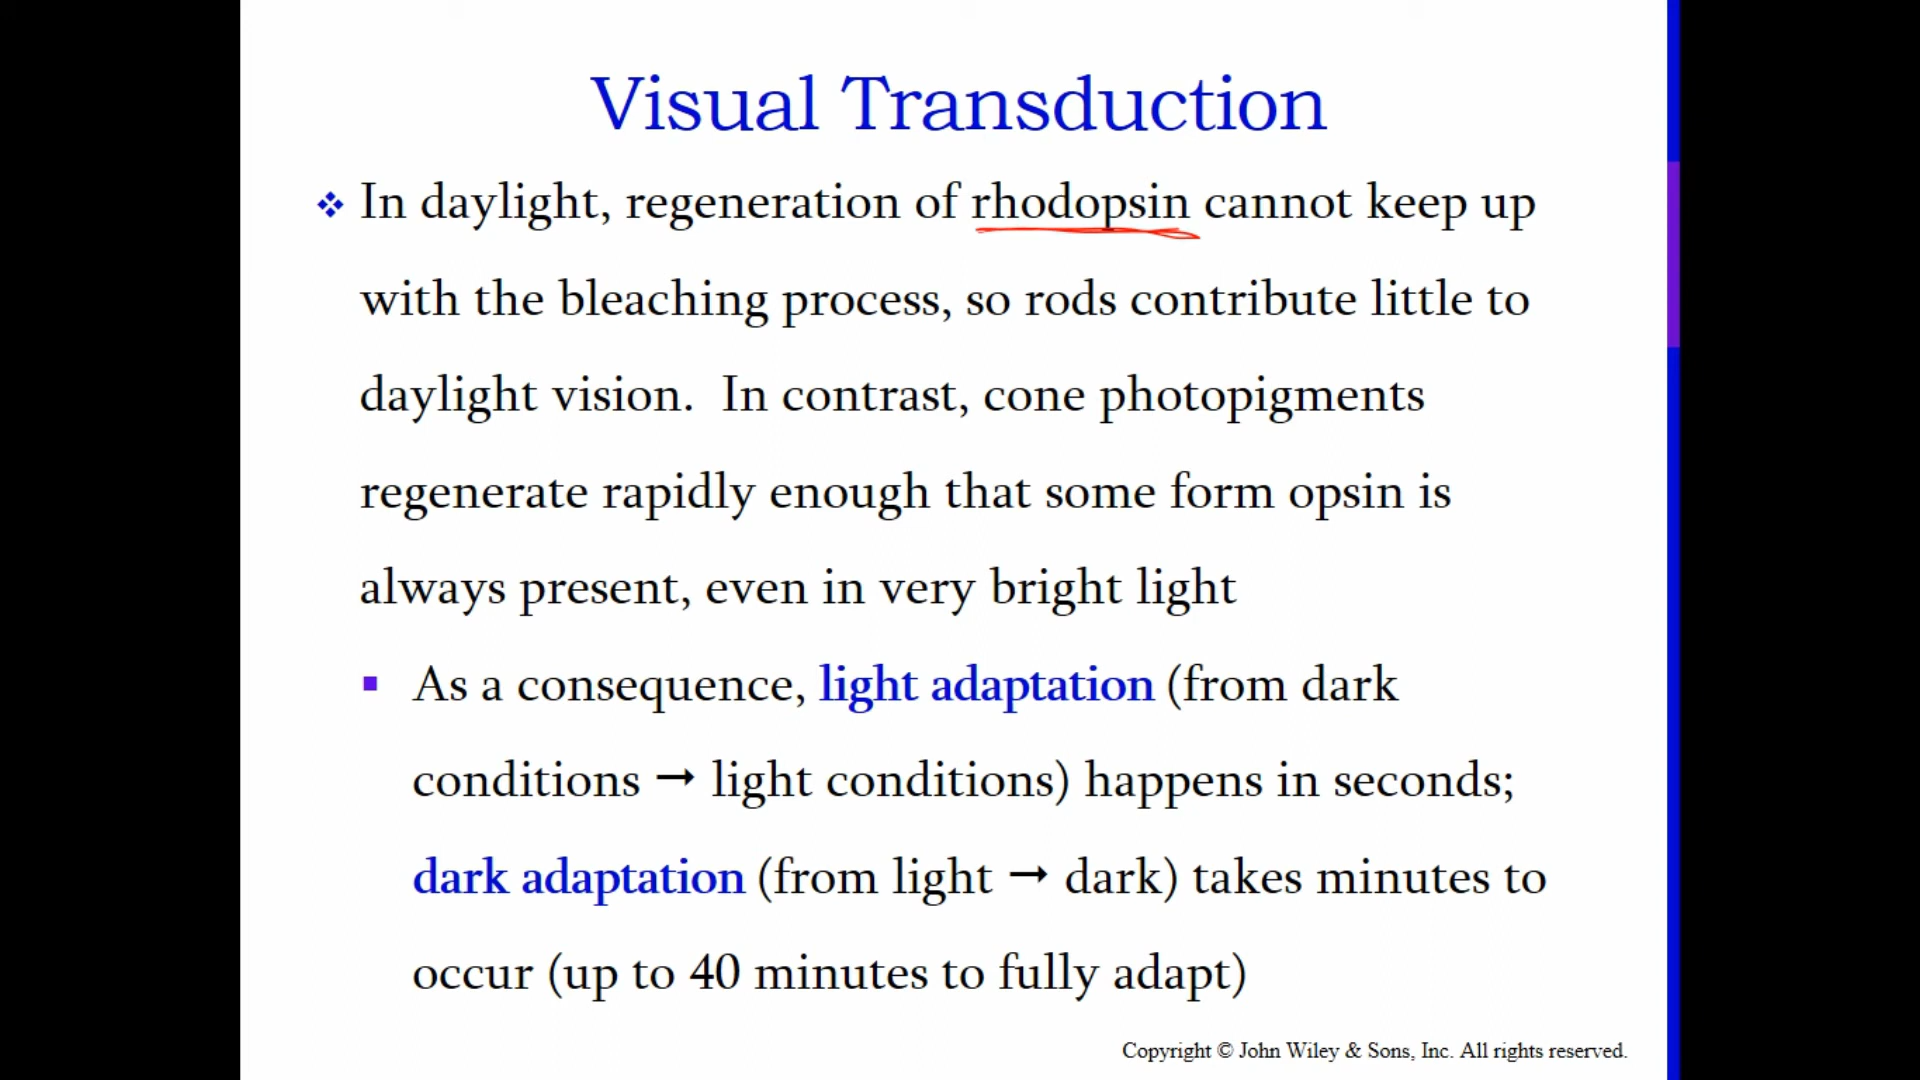 Visual Transduction
❖ In daylight, regeneration of rhodopsin cannot keep up
with the bleaching process, so rods contribute little to
daylight vision.  In contrast, cone photopigments
regenerate rapidly enough that some form opsin is
always present, even in very bright light
▪ As a consequence, light adaptation (from dark
conditions → light conditions) happens in seconds;
dark adaptation (from light → dark) takes minutes to
occur (up to 40 minutes to fully adapt)
Copyright © John Wiley & Sons, Inc. All rights reserved.